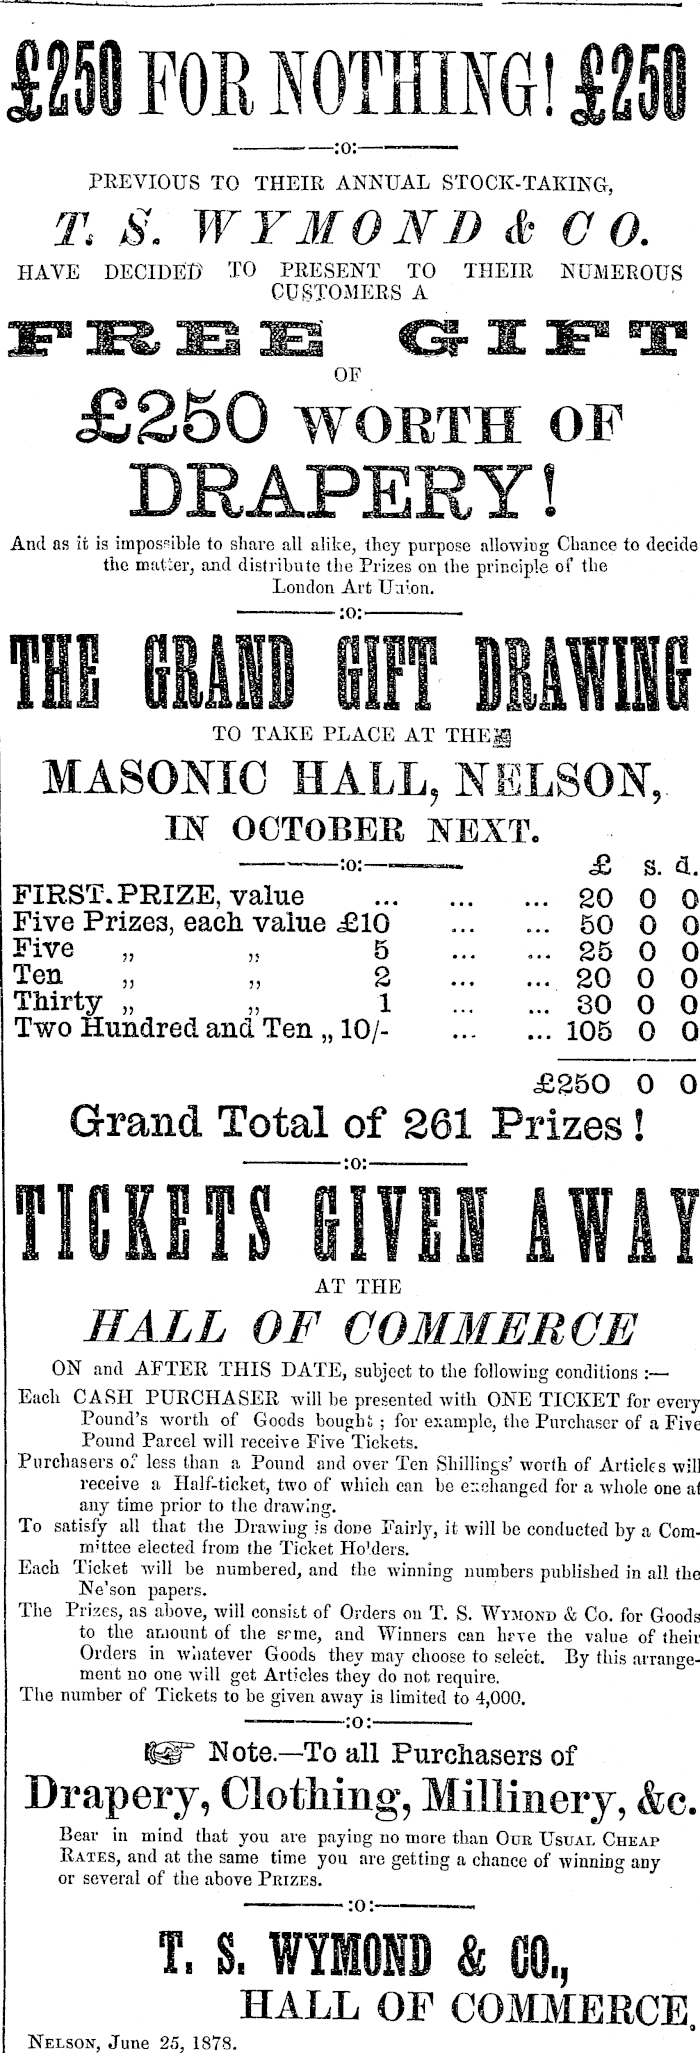 £250 FOR NOTHING! £250
:o:
PREVIOUS TO THEIR ANNUAL STOCK-TAKING,
T. S. WYMOND & CO.
HAVE DECIDED TO PRESENT TO THEIR NUMEROUS
CUSTOMERS A
FREE GIFT
OF
£250 WORTH OF
DRAPERY!
And as it is impossible to share all alike, they purpose allowing Chance to decide
the matter, and distribute the Prizes on the principle of the
London Art Union.
:o:
THE GRAND GIFT DRAWING
TO TAKE PLACE AT THE
MASONIC HALL, NELSON,
IN OCTOBER NEXT.
:o: £ s. d.
FIRST. PRIZE, value ... ... ... 20 0 0
Five Prizes, each value £10 ... ... 50 0 0
Five „ „ 5 ... ... 25 0 0
Ten „ „ 2 ... ... 20 0 0
Thirty „ „ 1 ... ... 30 0 0
Two Hundred and Ten „ 10/- ... ... 105 0 0
£250 0 0
Grand Total of 261 Prizes!
:o:
TICKETS GIVEN AWAY
AT THE
HALL OF COMMERCE
ON and AFTER THIS DATE, subject to the following conditions :—
Each CASH PURCHASER will be presented with ONE TICKET for every
Pound's worth of Goods bought; for example, the Purchaser of a Five
Pound Parcel will receive Five Tickets.
Purchasers of less than a Pound and over Ten Shillings' worth of Articles will
receive a Half-ticket, two of which can be exchanged for a whole one at
any time prior to the drawing.
To satisfy all that the Drawing is done Fairly, it will be conducted by a Com-
mittee elected from the Ticket Holders.
Each Ticket will be numbered, and the winning numbers published in all the
Nelson papers.
The Prizes, as above, will consist of Orders on T. S. WYMOND & Co. for Goods
to the amount of the same, and Winners can have the value of their
Orders in whatever Goods they may choose to select. By this arrange-
ment no one will get Articles they do not require.
The number of Tickets to be given away is limited to 4,000.
:o:
☞ Note.—To all Purchasers of
Drapery, Clothing, Millinery, &c.
Bear in mind that you are paying no more than OUR USUAL CHEAP
RATES, and at the same time you are getting a chance of winning any
or several of the above PRIZES.
:o:
T. S. WYMOND & CO.,
HALL OF COMMERCE.
NELSON, June 25, 1878.